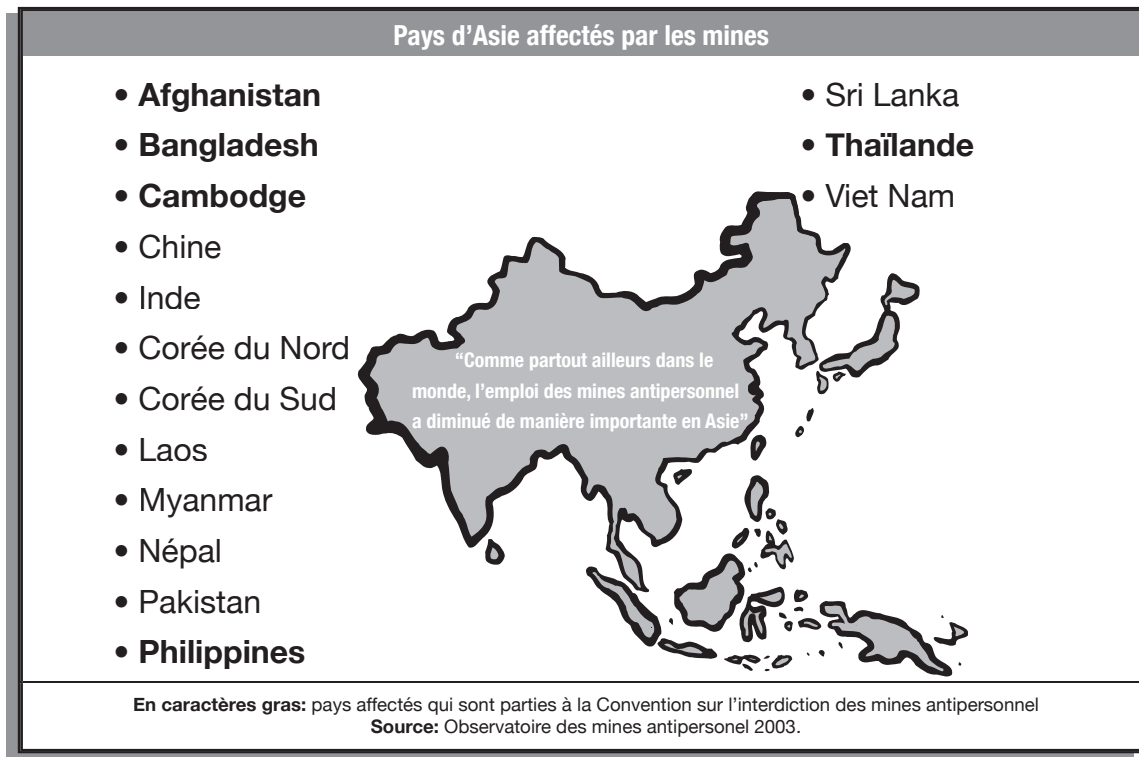 Pays d’Asie affectés par les mines
• Afghanistan
• Bangladesh
• Cambodge
• Chine
• Inde
• Corée du Nord
• Corée du Sud
• Laos
• Myanmar
• Népal
• Pakistan
• Philippines
• Sri Lanka
• Thaïlande
• Viet Nam
“Comme partout ailleurs dans le
monde, l’emploi des mines antipersonnel
a diminué de manière importante en Asie”
En caractères gras: pays affectés qui sont parties à la Convention sur l’interdiction des mines antipersonnel
Source: Observatoire des mines antipersonel 2003.